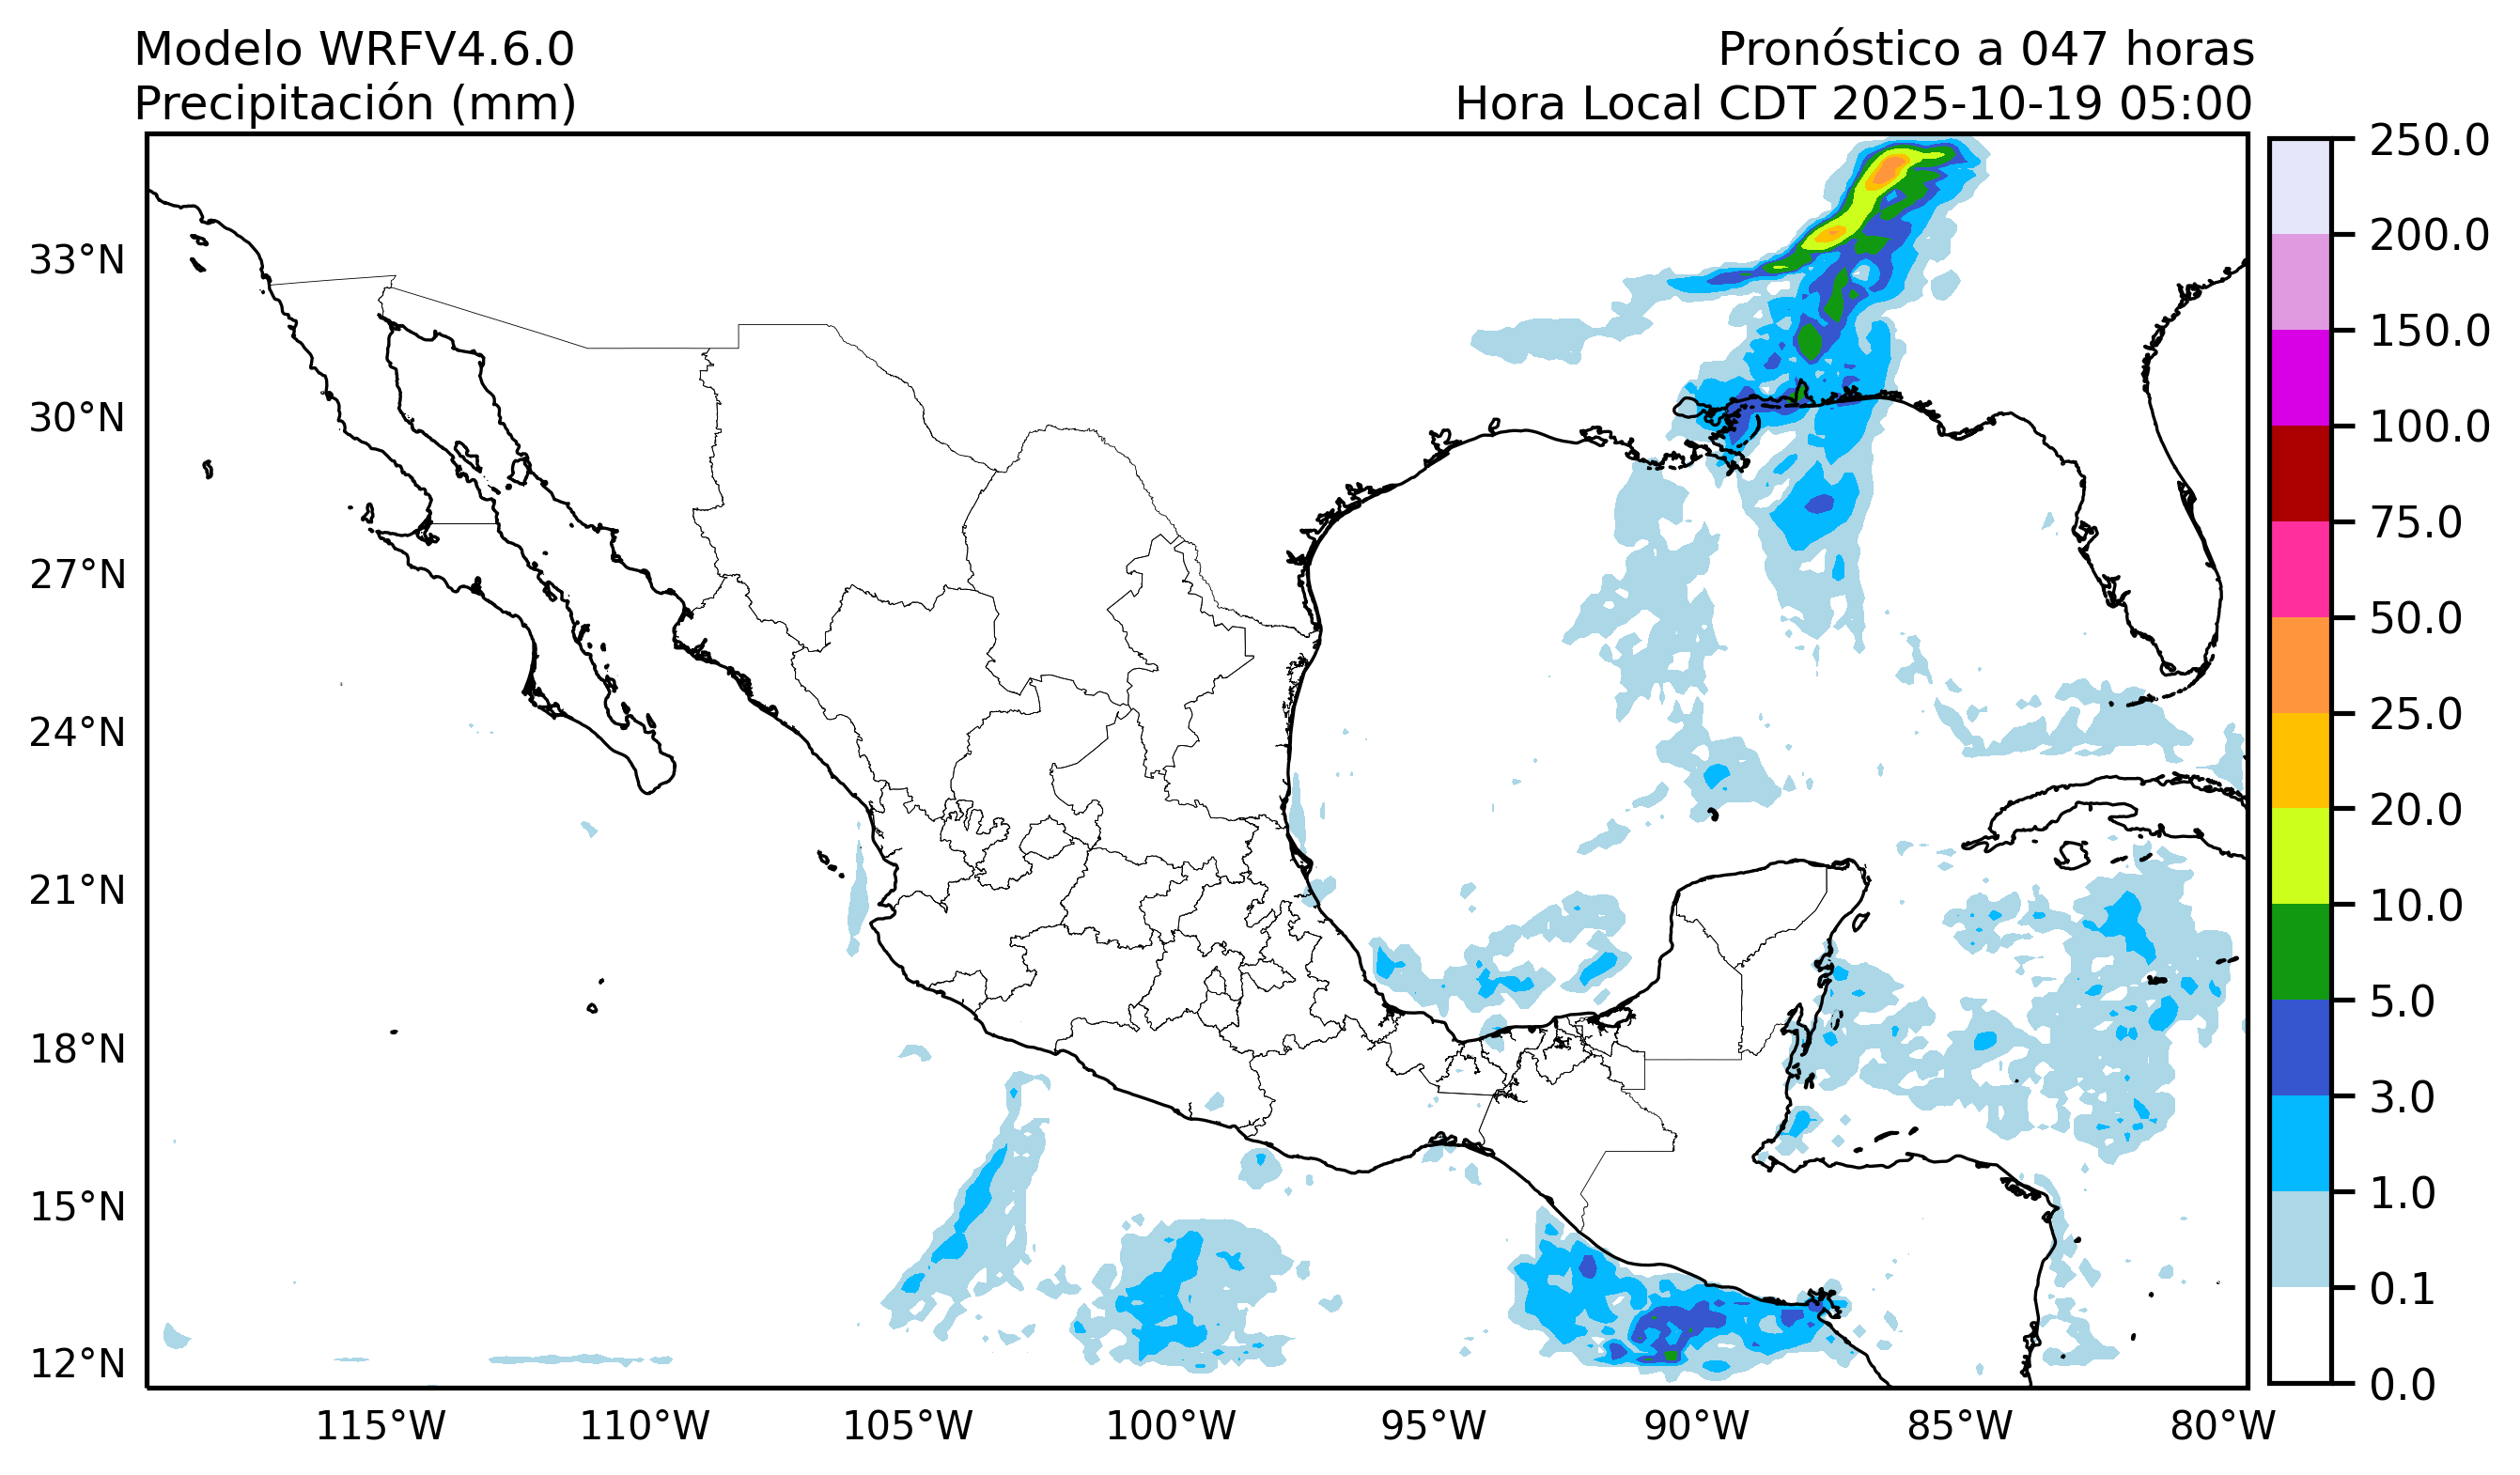 Modelo WRFV4.6.0
Precipitación (mm)
Pronóstico a 047 horas
Hora Local CDT 2025-10-19 05:00
33°N
30°N
27°N
24°N
21°N
18°N
15°N
12°N
115°W
110°W
105°W
100°W
95°W
90°W
85°W
80°W
250.0
200.0
150.0
100.0
75.0
50.0
25.0
20.0
10.0
5.0
3.0
1.0
0.1
0.0